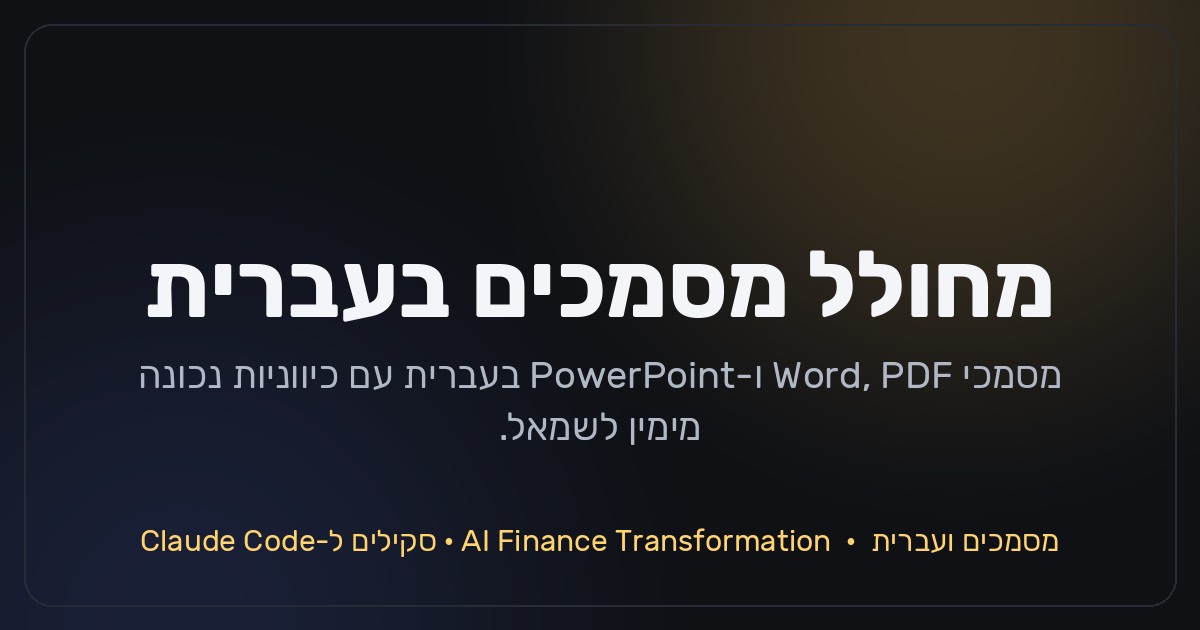 מחולל מסמכים בעברית
מסמכי Word, PDF ו-PowerPoint בעברית עם כיווניות נכונה
מימין לשמאל.
מסמכים ועברית • AI Finance Transformation • סקילים ל-Claude Code